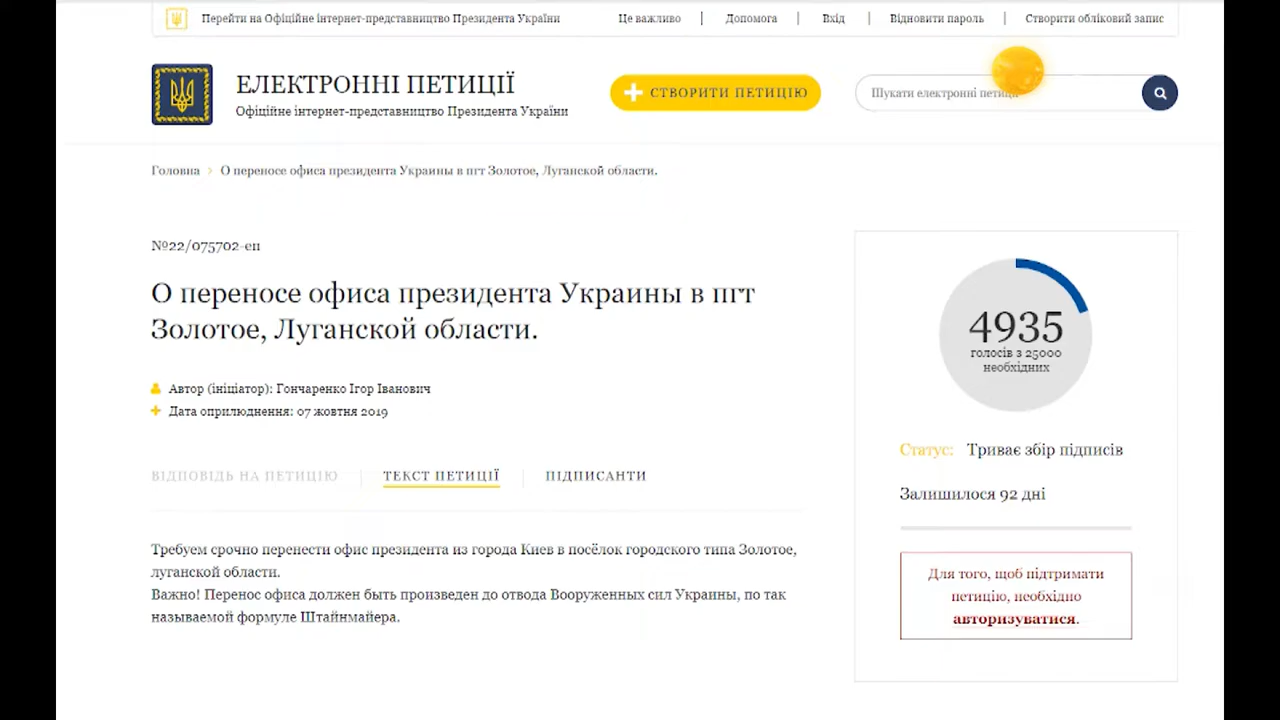 Перейти на Офіційне інтернет-представництво Президента України
Це важливо | Допомога | Вхід | Відновити пароль | Створити обліковий запис
ЕЛЕКТРОННІ ПЕТИЦІЇ
Офіційне інтернет-представництво Президента України
СТВОРИТИ ПЕТИЦІЮ
Шукати електронні петиції
Головна > О переносе офиса президента Украины в пгт Золотое, Луганской области.
№22/075702-еп
О переносе офиса президента Украины в пгт
Золотое, Луганской области.
Автор (ініціатор): Гончаренко Ігор Іванович
Дата оприлюднення: 07 жовтня 2019
ВІДПОВІДЬ НА ПЕТИЦІЮ
ТЕКСТ ПЕТИЦІЇ
ПІДПИСАНТИ
Требуем срочно перенести офис президента из города Киев в посёлок городского типа Золотое,
луганской области.
Важно! Перенос офиса должен быть произведен до отвода Вооруженных сил Украины, по так
называемой формуле Штайнмайера.
4935
голосів з 25000
необхідних
Статус: Триває збір підписів
Залишилося 92 дні
Для того, щоб підтримати
петицію, необхідно
авторизуватися.